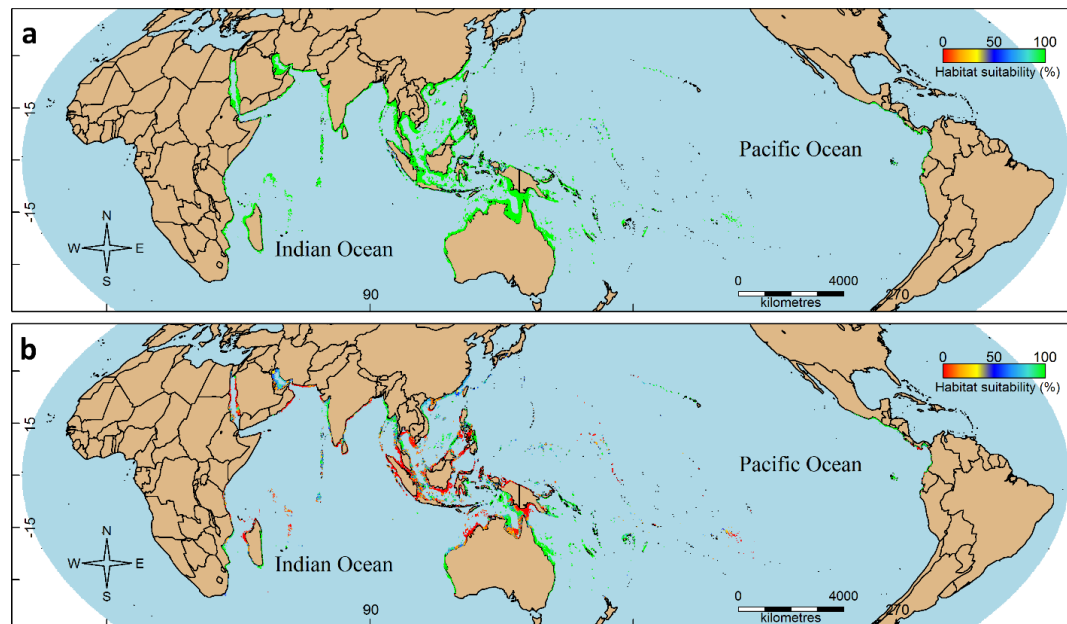 a
0 50 100
Habitat suitability (%)
15
Pacific Ocean
-15
N
W E
S
Indian Ocean
0 4000
kilometres
90
270
b
0 50 100
Habitat suitability (%)
15
Pacific Ocean
-15
N
W E
S
Indian Ocean
0 4000
kilometres
90
270